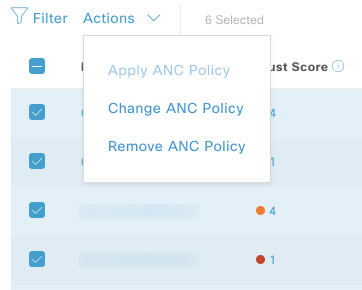 Filter Actions 6 Selected
Apply ANC Policy
ust Score
Change ANC Policy
4
Remove ANC Policy
1
4
1